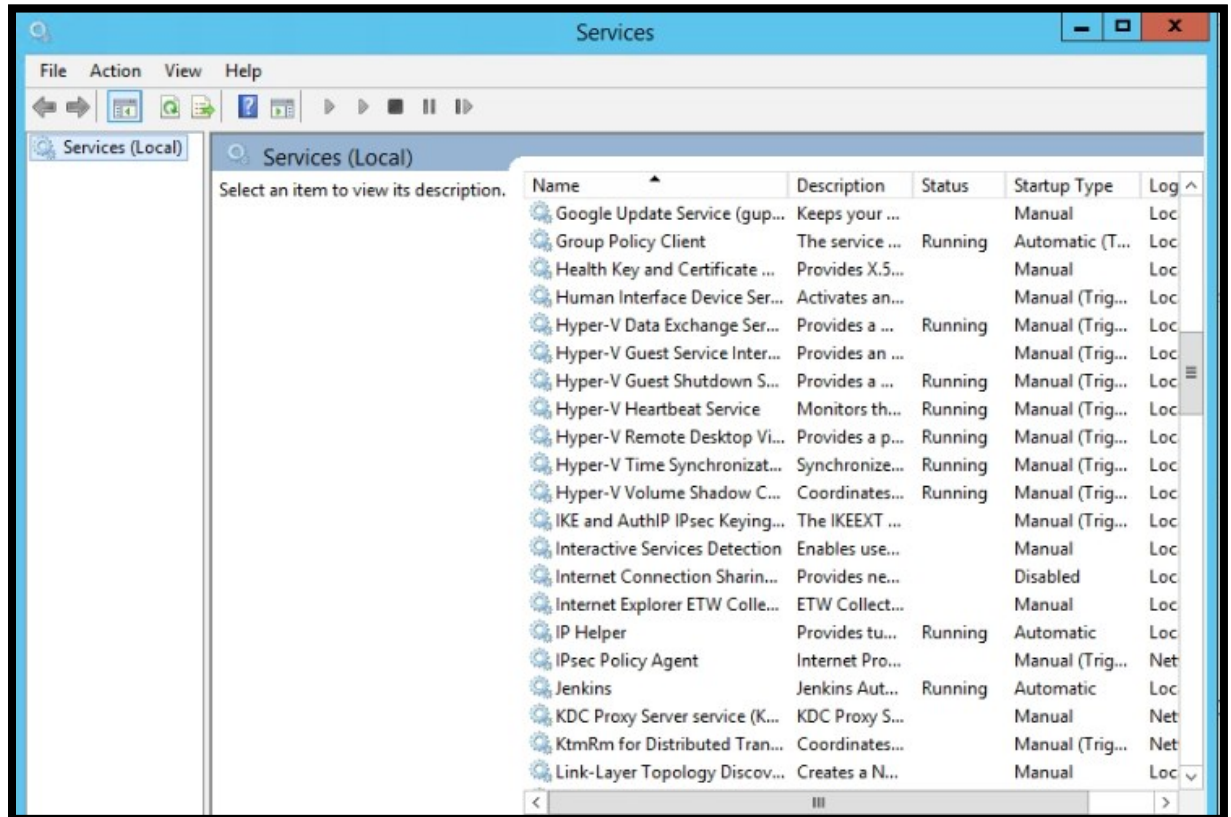 Services
File Action View Help
Services (Local)
Services (Local)
Select an item to view its description.
Name Description Status Startup Type Log
Google Update Service (gup... Keeps your ... Manual Loc
Group Policy Client The service ... Running Automatic (T... Loc
Health Key and Certificate ... Provides X.5... Manual Loc
Human Interface Device Ser... Activates an... Manual (Trig... Loc
Hyper-V Data Exchange Ser... Provides a ... Running Manual (Trig... Loc
Hyper-V Guest Service Inter... Provides an ... Manual (Trig... Loc
Hyper-V Guest Shutdown S... Provides a ... Running Manual (Trig... Loc
Hyper-V Heartbeat Service Monitors th... Running Manual (Trig... Loc
Hyper-V Remote Desktop Vi... Provides a p... Running Manual (Trig... Loc
Hyper-V Time Synchronizat... Synchronize... Running Manual (Trig... Loc
Hyper-V Volume Shadow C... Coordinates... Running Manual (Trig... Loc
IKE and AuthIP IPsec Keying... The IKEEXT ... Manual (Trig... Loc
Interactive Services Detection Enables use... Manual Loc
Internet Connection Sharin... Provides ne... Disabled Loc
Internet Explorer ETW Colle... ETW Collect... Manual Loc
IP Helper Provides tu... Running Automatic Loc
IPsec Policy Agent Internet Pro... Manual (Trig... Net
Jenkins Jenkins Aut... Running Automatic Loc
KDC Proxy Server service (K... KDC Proxy S... Manual Net
KtmRm for Distributed Tran... Coordinates... Manual (Trig... Net
Link-Layer Topology Discov... Creates a N... Manual Loc